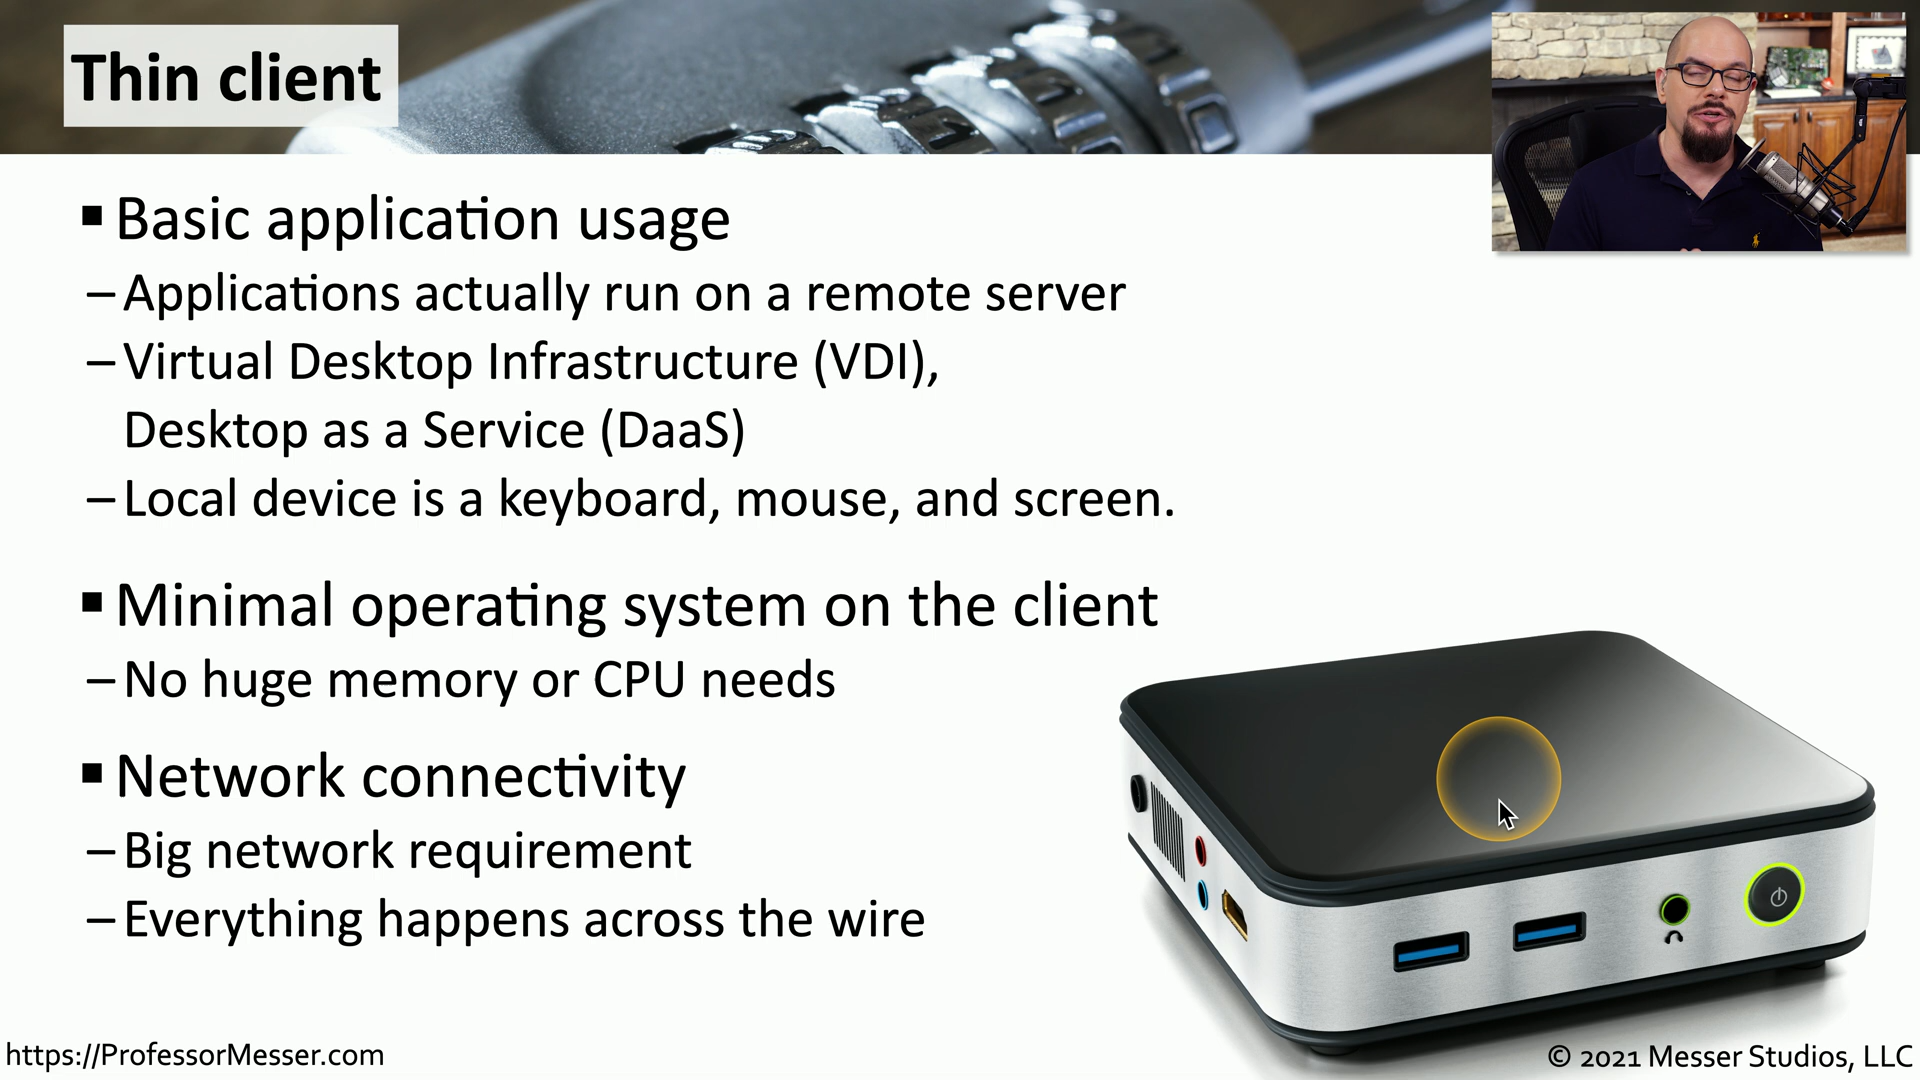 Thin client
▪ Basic application usage
– Applications actually run on a remote server
– Virtual Desktop Infrastructure (VDI),
Desktop as a Service (DaaS)
– Local device is a keyboard, mouse, and screen.
▪ Minimal operating system on the client
– No huge memory or CPU needs
▪ Network connectivity
– Big network requirement
– Everything happens across the wire
https://ProfessorMesser.com
© 2021 Messer Studios, LLC